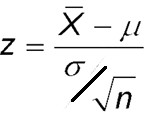 z = (X̄ − μ) / (σ/√n)